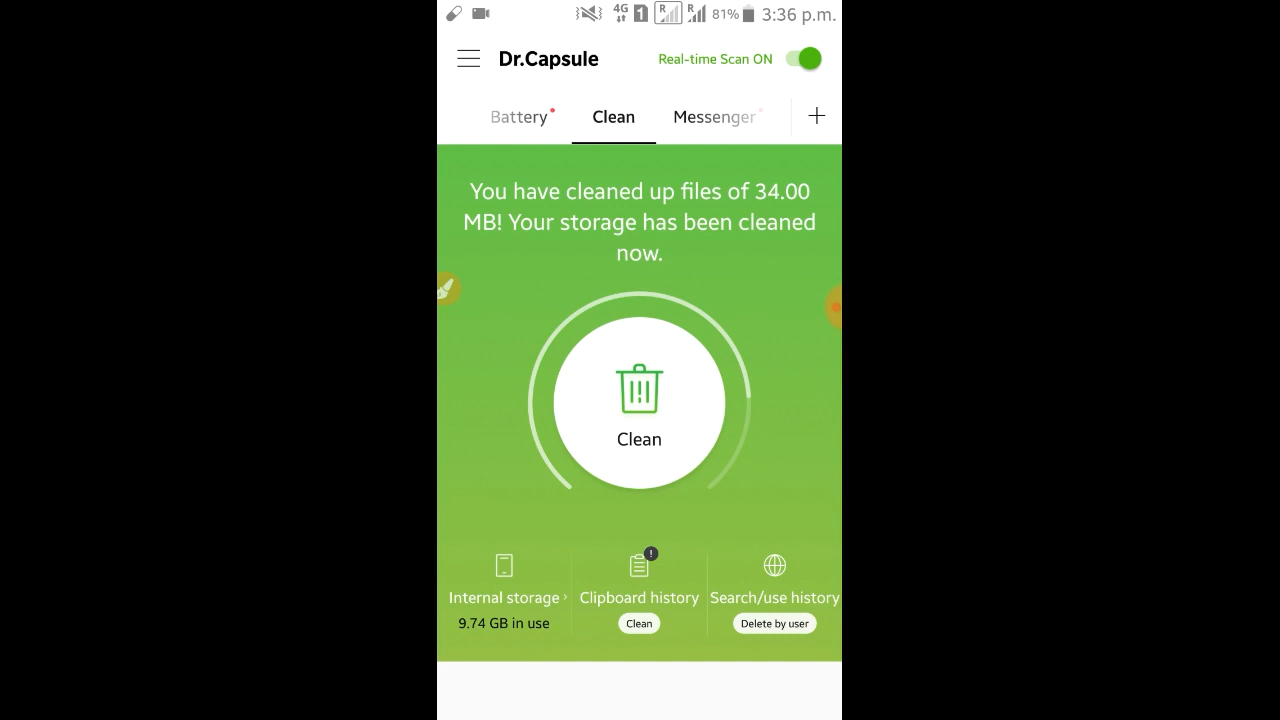 4G 1 R R 81% 3:36 p.m.
Dr.Capsule Real-time Scan ON
Battery Clean Messenger +
You have cleaned up files of 34.00
MB! Your storage has been cleaned
now.
Clean
!
Internal storage › Clipboard history Search/use history
9.74 GB in use Clean Delete by user